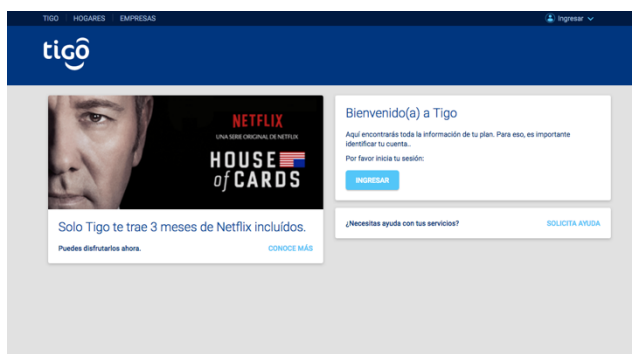 TIGO HOGARES EMPRESAS Ingresar
tigô
NETFLIX
UNA SERIE ORIGINAL DE NETFLIX
HOUSE
of CARDS
Solo Tigo te trae 3 meses de Netflix incluídos.
Puedes disfrutarlos ahora. CONOCE MÁS
Bienvenido(a) a Tigo
Aquí encontrarás toda la información de tu plan. Para eso, es importante
identificar tu cuenta..
Por favor inicia tu sesión:
INGRESAR
¿Necesitas ayuda con tus servicios? SOLICITA AYUDA